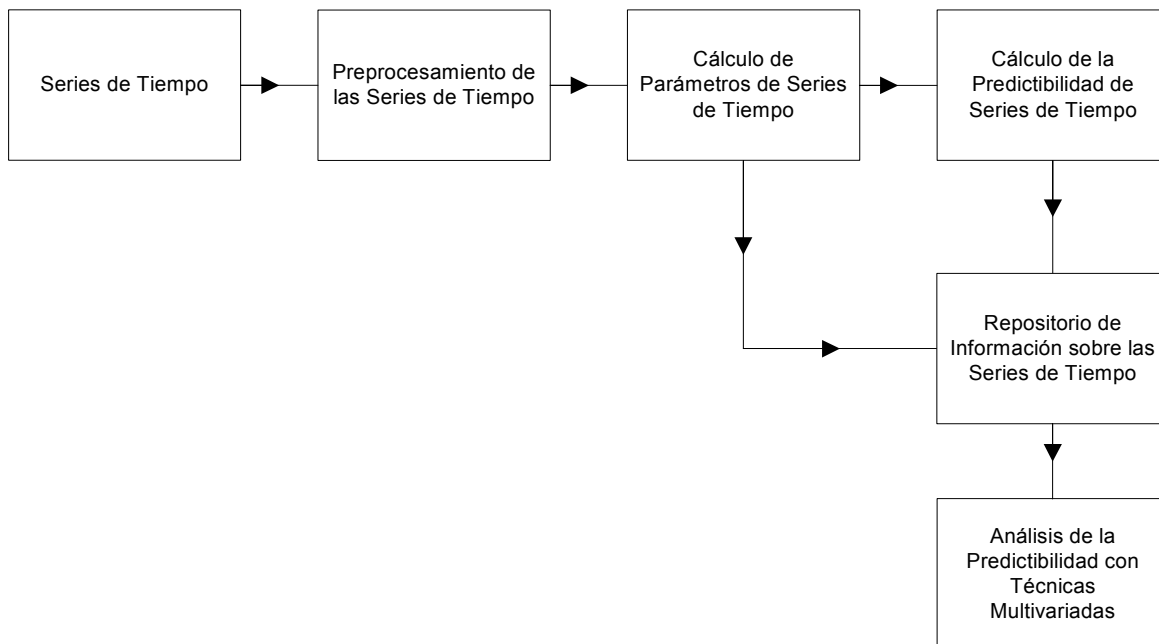 Series de Tiempo
Preprocesamiento de
las Series de Tiempo
Cálculo de
Parámetros de Series
de Tiempo
Cálculo de la
Predictibilidad de
Series de Tiempo
Repositorio de
Información sobre las
Series de Tiempo
Análisis de la
Predictibilidad con
Técnicas
Multivariadas